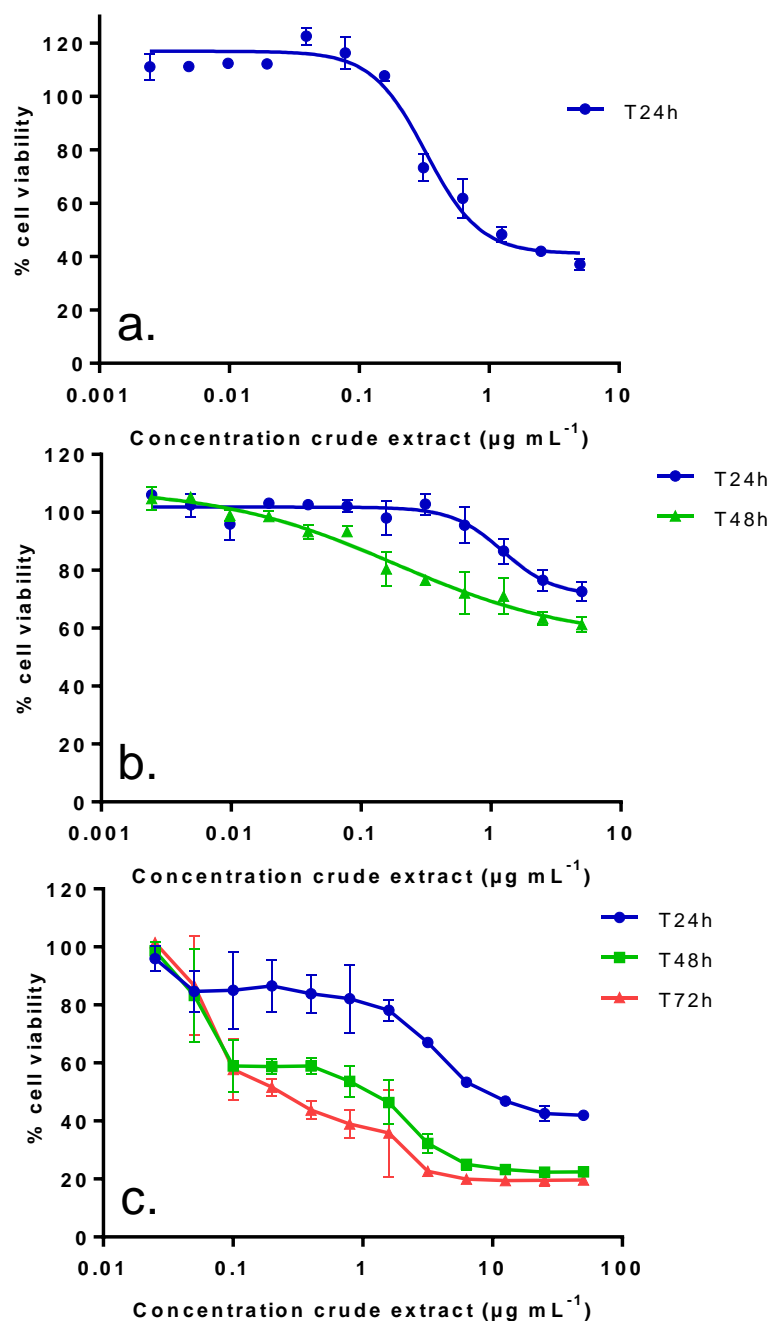 120
100
80
60
40
20
0
% cell viability
T24h
a.
0.001 0.01 0.1 1 10
Concentration crude extract (µg mL-1)
120
100
80
60
40
20
0
% cell viability
T24h
T48h
b.
0.001 0.01 0.1 1 10
Concentration crude extract (µg mL-1)
120
100
80
60
40
20
0
% cell viability
T24h
T48h
T72h
c.
0.01 0.1 1 10 100
Concentration crude extract (µg mL-1)